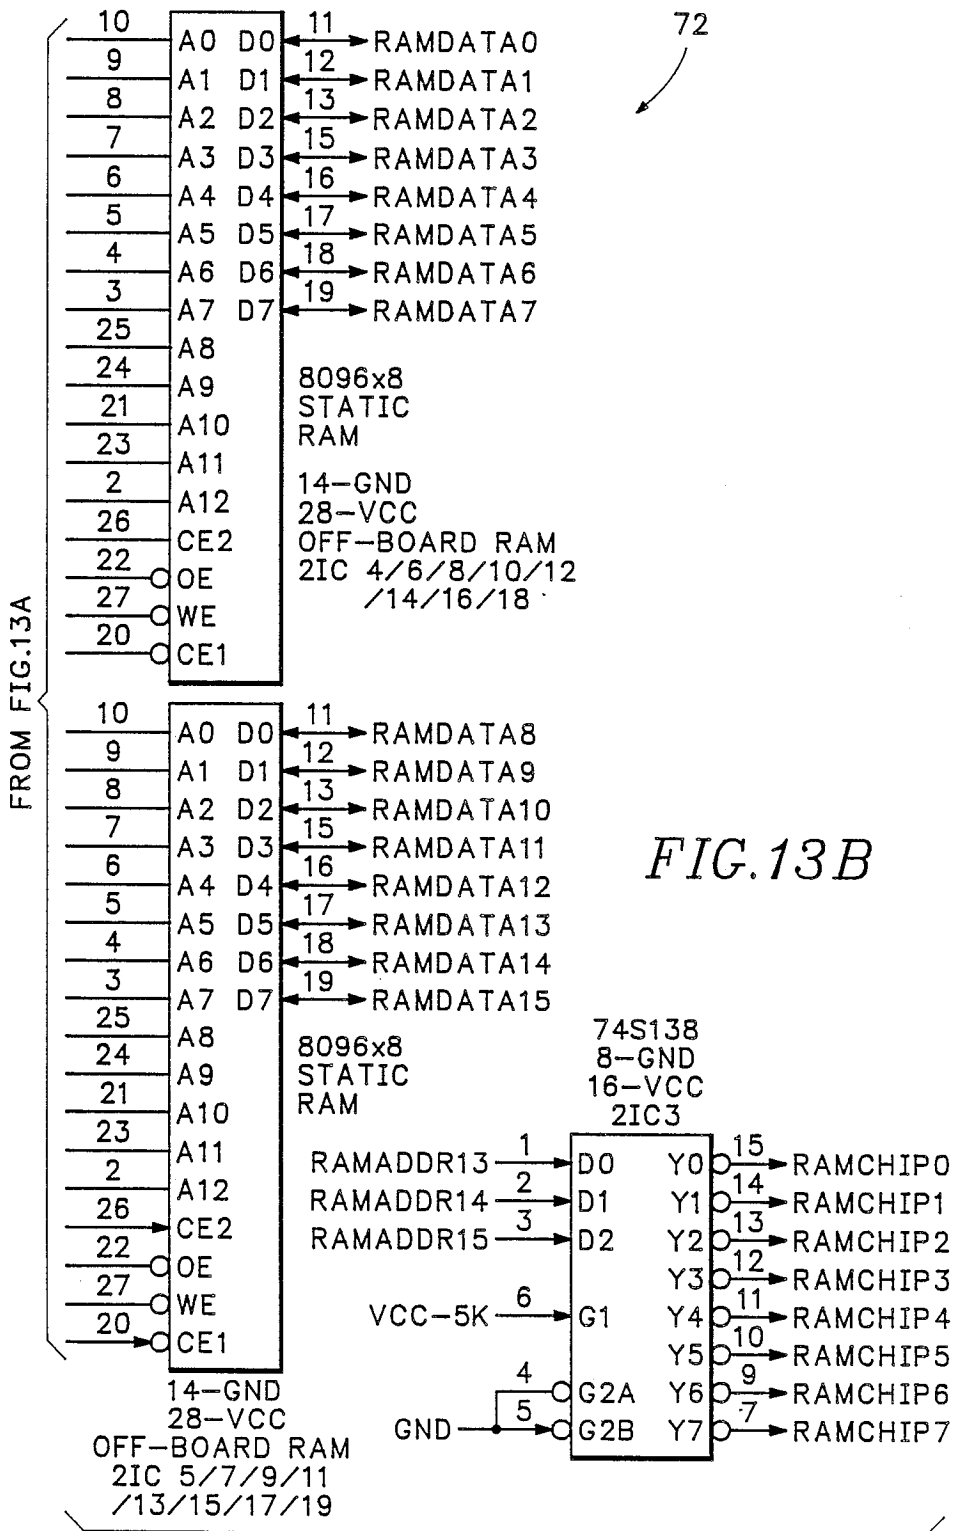 72
FROM FIG.13A
10 A0 D0 11 RAMDATA0
9 A1 D1 12 RAMDATA1
8 A2 D2 13 RAMDATA2
7 A3 D3 15 RAMDATA3
6 A4 D4 16 RAMDATA4
5 A5 D5 17 RAMDATA5
4 A6 D6 18 RAMDATA6
3 A7 D7 19 RAMDATA7
25 A8
24 A9
21 A10
23 A11
2 A12
26 CE2
22 OE
27 WE
20 CE1
8096x8
STATIC
RAM
14-GND
28-VCC
OFF-BOARD RAM
2IC 4/6/8/10/12
/14/16/18
10 A0 D0 11 RAMDATA8
9 A1 D1 12 RAMDATA9
8 A2 D2 13 RAMDATA10
7 A3 D3 15 RAMDATA11
6 A4 D4 16 RAMDATA12
5 A5 D5 17 RAMDATA13
4 A6 D6 18 RAMDATA14
3 A7 D7 19 RAMDATA15
25 A8
24 A9
21 A10
23 A11
2 A12
26 CE2
22 OE
27 WE
20 CE1
8096x8
STATIC
RAM
14-GND
28-VCC
OFF-BOARD RAM
2IC 5/7/9/11
/13/15/17/19
FIG.13B
74S138
8-GND
16-VCC
2IC3
RAMADDR13 1 D0 Y0 15 RAMCHIP0
RAMADDR14 2 D1 Y1 14 RAMCHIP1
RAMADDR15 3 D2 Y2 13 RAMCHIP2
Y3 12 RAMCHIP3
VCC-5K 6 G1 Y4 11 RAMCHIP4
Y5 10 RAMCHIP5
4 G2A Y6 9 RAMCHIP6
GND 5 G2B Y7 7 RAMCHIP7